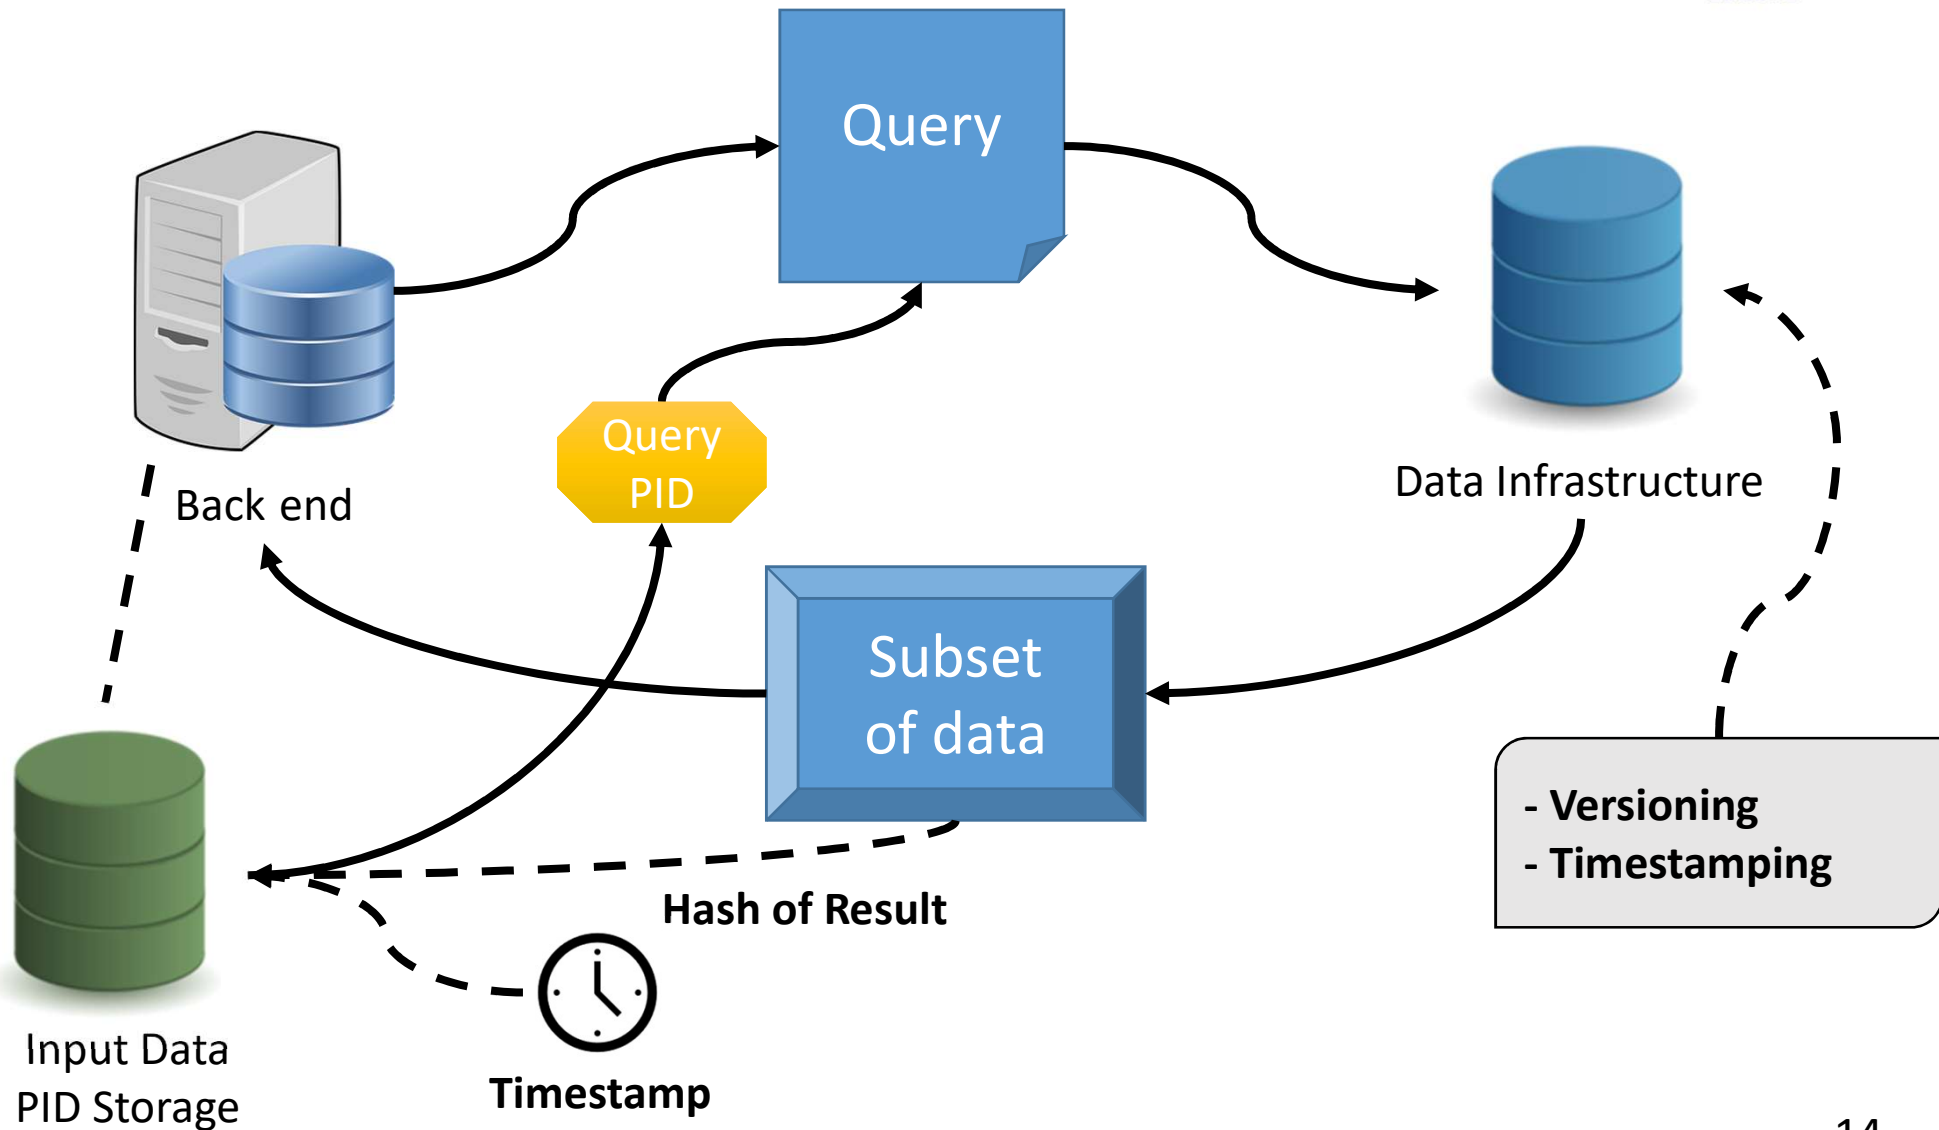 Query
Query
PID
Back end
Data Infrastructure
Subset
of data
- Versioning
- Timestamping
Hash of Result
Input Data
PID Storage
Timestamp
14